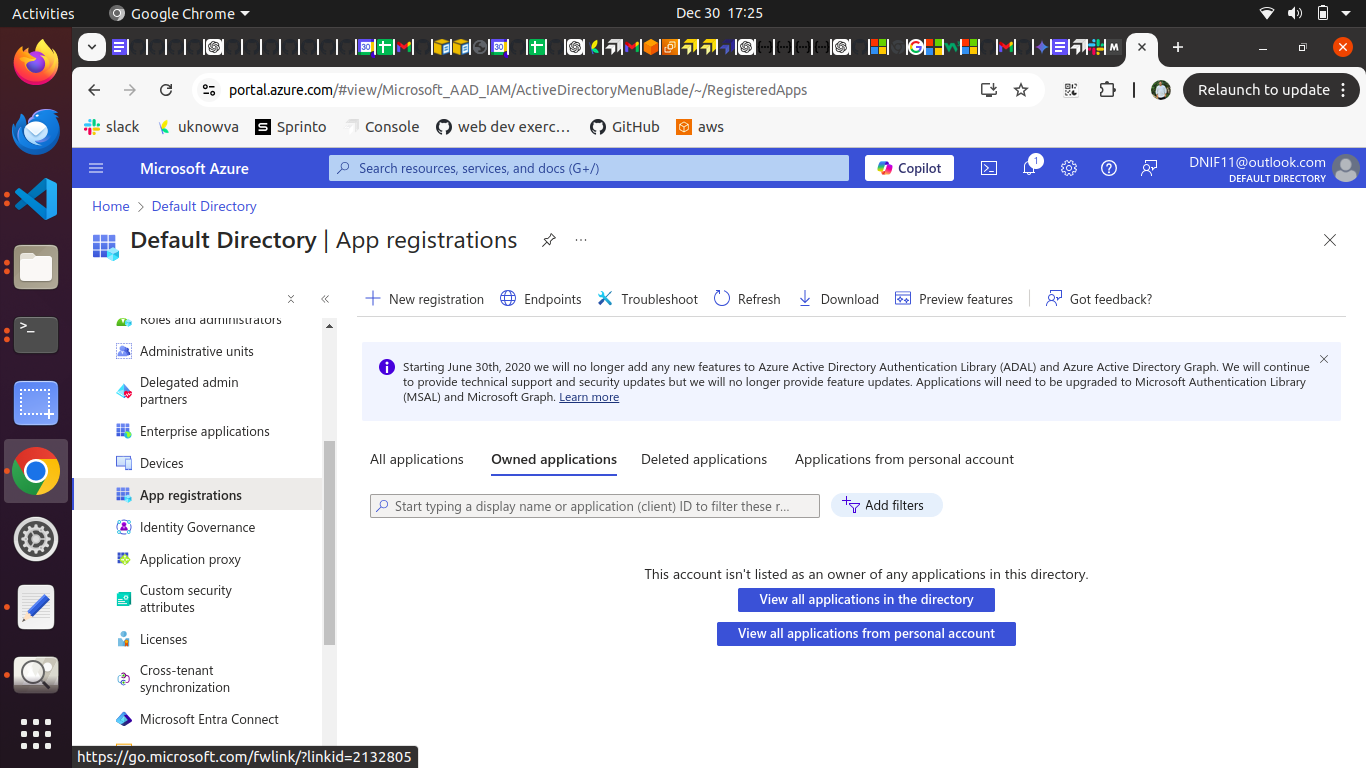 Activities
Google Chrome
Dec 30 17:25
portal.azure.com/#view/Microsoft_AAD_IAM/ActiveDirectoryMenuBlade/~/RegisteredApps
Relaunch to update
slack
uknowva
Sprinto
Console
web dev exerc…
GitHub
aws
Microsoft Azure
Search resources, services, and docs (G+/)
Copilot
1
DNIF11@outlook.com
DEFAULT DIRECTORY
Home
Default Directory
Default Directory | App registrations
New registration
Endpoints
Troubleshoot
Refresh
Download
Preview features
Got feedback?
Roles and administrators
Administrative units
Delegated admin
partners
Enterprise applications
Devices
App registrations
Identity Governance
Application proxy
Custom security
attributes
Licenses
Cross-tenant
synchronization
Microsoft Entra Connect
Starting June 30th, 2020 we will no longer add any new features to Azure Active Directory Authentication Library (ADAL) and Azure Active Directory Graph. We will continue
to provide technical support and security updates but we will no longer provide feature updates. Applications will need to be upgraded to Microsoft Authentication Library
(MSAL) and Microsoft Graph. Learn more
All applications
Owned applications
Deleted applications
Applications from personal account
Start typing a display name or application (client) ID to filter these r...
Add filters
This account isn't listed as an owner of any applications in this directory.
View all applications in the directory
View all applications from personal account
https://go.microsoft.com/fwlink/?linkid=2132805